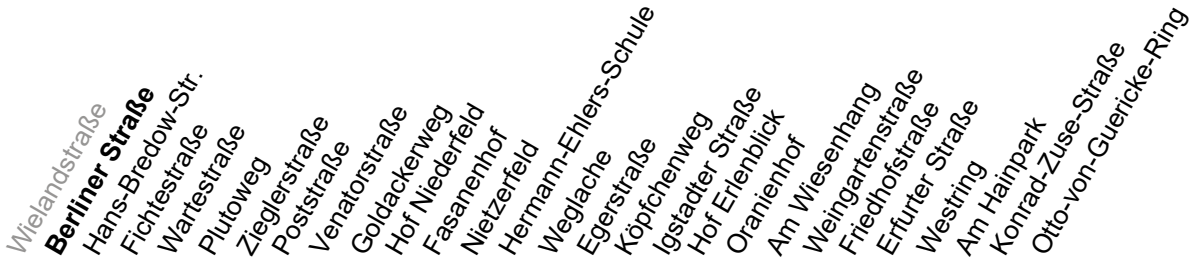 Wielandstraße
Berliner Straße
Hans-Bredow-Str.
Fichtestraße
Wartestraße
Plutoweg
Zieglerstraße
Poststraße
Venatorstraße
Goldackerweg
Hof Niederfeld
Fasanenhof
Nietzerfeld
Hermann-Ehlers-Schule
Weglache
Egerstraße
Köpfchenweg
Igstadter Straße
Hof Erlenblick
Oranienhof
Am Wiesenhang
Weingartenstraße
Friedhofstraße
Erfurter Straße
Westring
Am Hainpark
Konrad-Zuse-Straße
Otto-von-Guericke-Ring